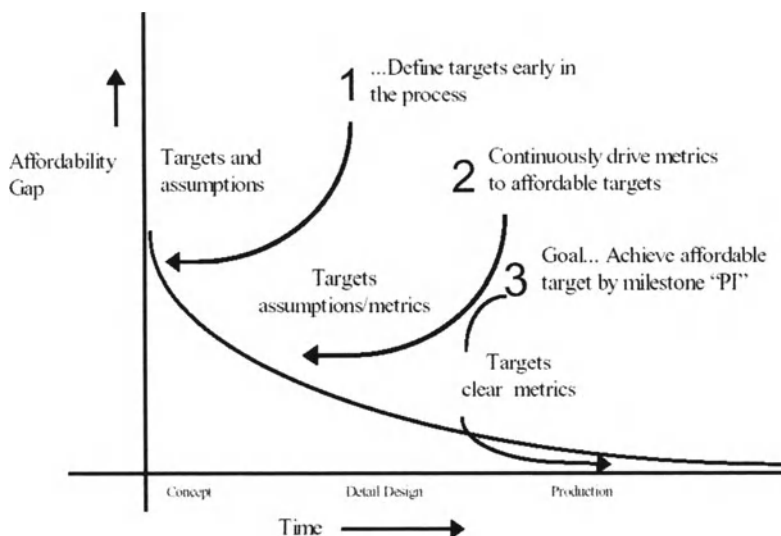 1 ...Define targets early in
the process
Affordability
Gap
Targets and
assumptions
2 Continuously drive metrics
to affordable targets
3 Goal... Achieve affordable
target by milestone “PI”
Targets
assumptions/metrics
Targets
clear metrics
Concept Detail Design Production
Time